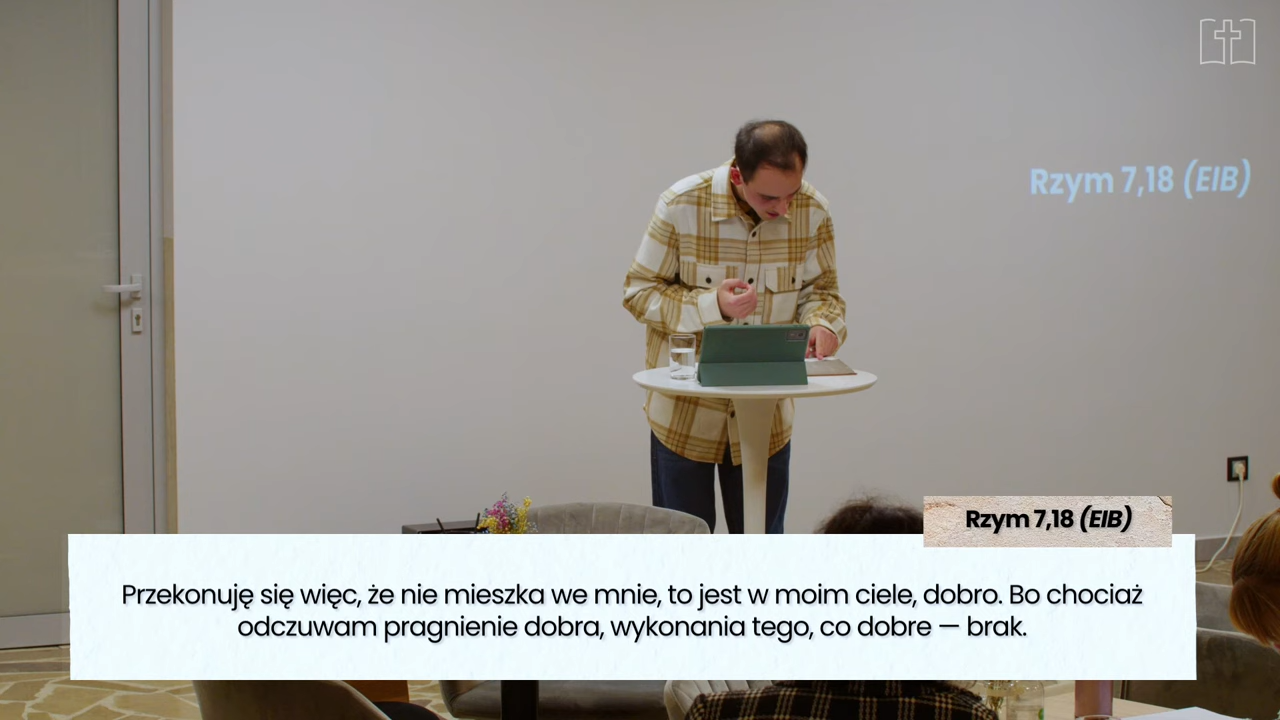 Rzym 7,18 (EIB)
Rzym 7,18 (EIB)
Przekonuję się więc, że nie mieszka we mnie, to jest w moim ciele, dobro. Bo chociaż
odczuwam pragnienie dobra, wykonania tego, co dobre — brak.